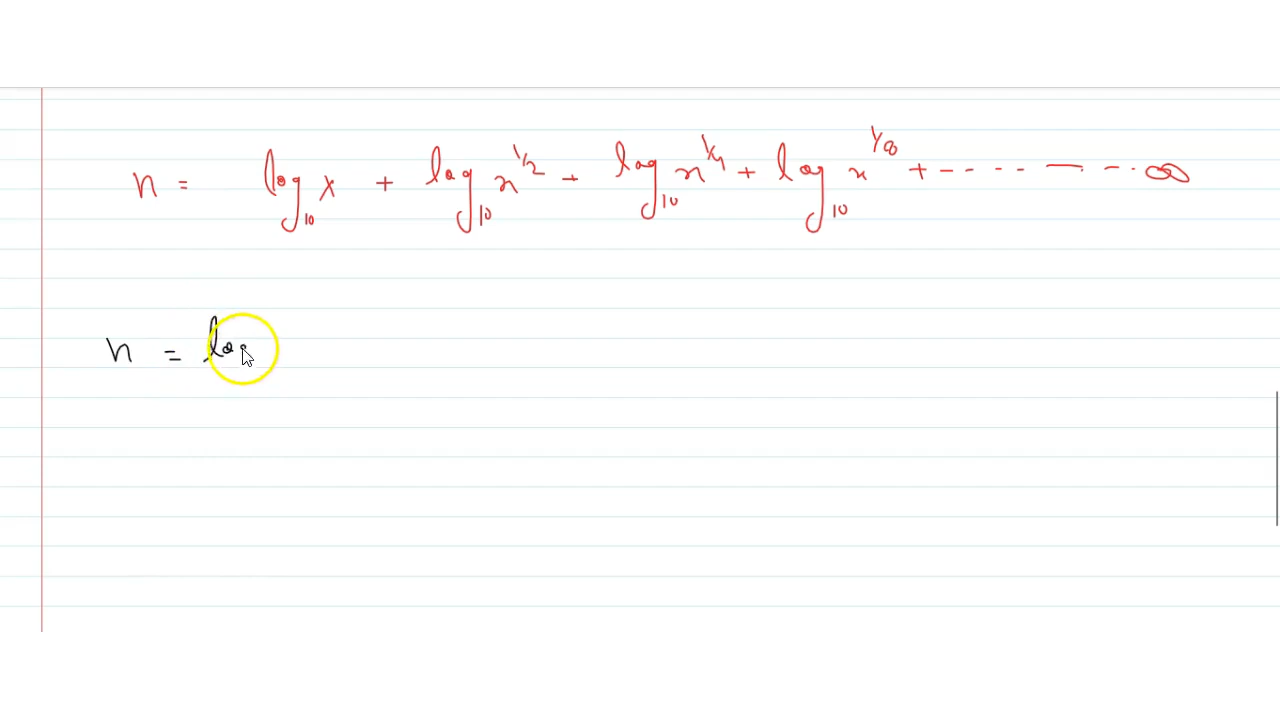 n = log₁₀ x + log₁₀ x^1/2 + log₁₀ x^1/4 + log₁₀ x^1/8 + - - - - - — - - ∞
n = log